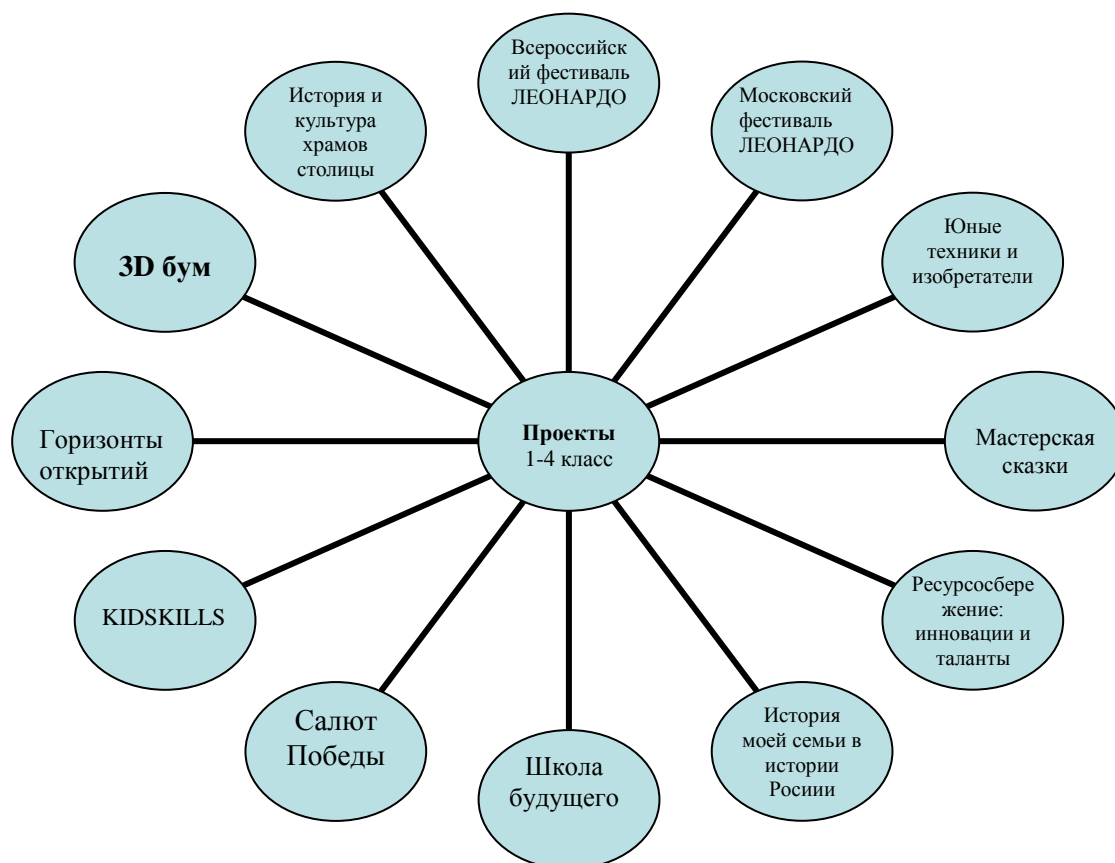 Всероссийск
ий фестиваль
ЛЕОНАРДО
Московский
фестиваль
ЛЕОНАРДО
Юные
техники и
изобретатели
Мастерская
сказки
Ресурсосбере
жение:
инновации и
таланты
История
моей семьи в
истории
Росиии
Школа
будущего
Салют
Победы
KIDSKILLS
Горизонты
открытий
3D бум
История и
культура
храмов
столицы
Проекты
1-4 класс